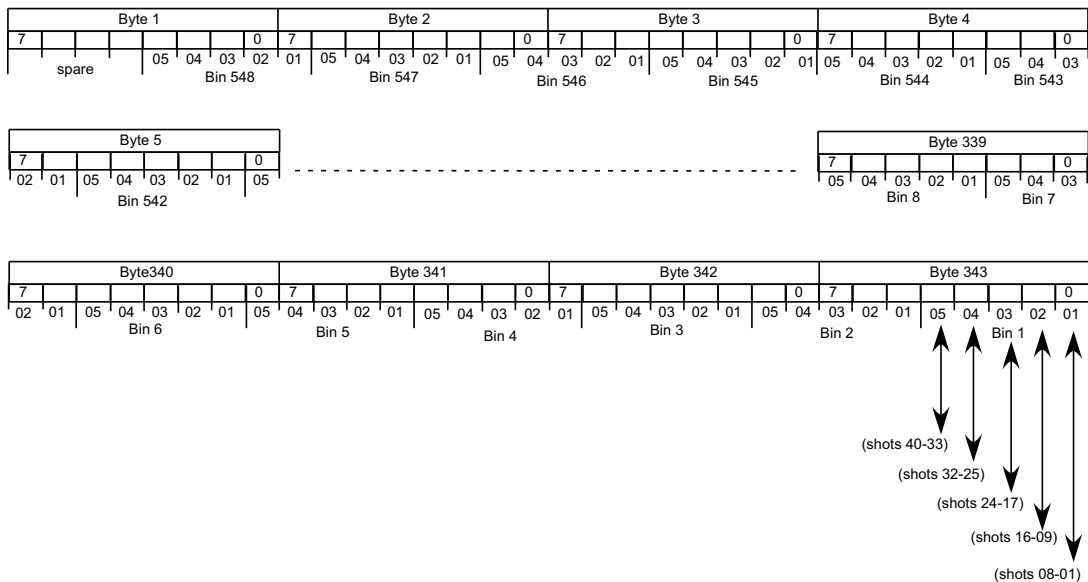 Byte 1 Byte 2 Byte 3 Byte 4
7 0 7 0 7 0 7 0
05 04 03 02 01 05 04 03 02 01 05 04 03 02 01 05 04 03 02 01 05 04 03 02 01 05 04 03
spare Bin 548 Bin 547 Bin 546 Bin 545 Bin 544 Bin 543
Byte 5 Byte 339
7 0 7 0
02 01 05 04 03 02 01 05 05 04 03 02 01 05 04 03
Bin 542 Bin 8 Bin 7
Byte340 Byte 341 Byte 342 Byte 343
7 0 7 0 7 0 7
02 01 05 04 03 02 01 05 04 03 02 01 05 04 03 02 01 05 04 03 02 01 05 04 03 02 01 05 04 03 02 01
Bin 6 Bin 5 Bin 4 Bin 3 Bin 2 Bin 1
(shots 40-33)
(shots 32-25)
(shots 24-17)
(shots 16-09)
(shots 08-01)